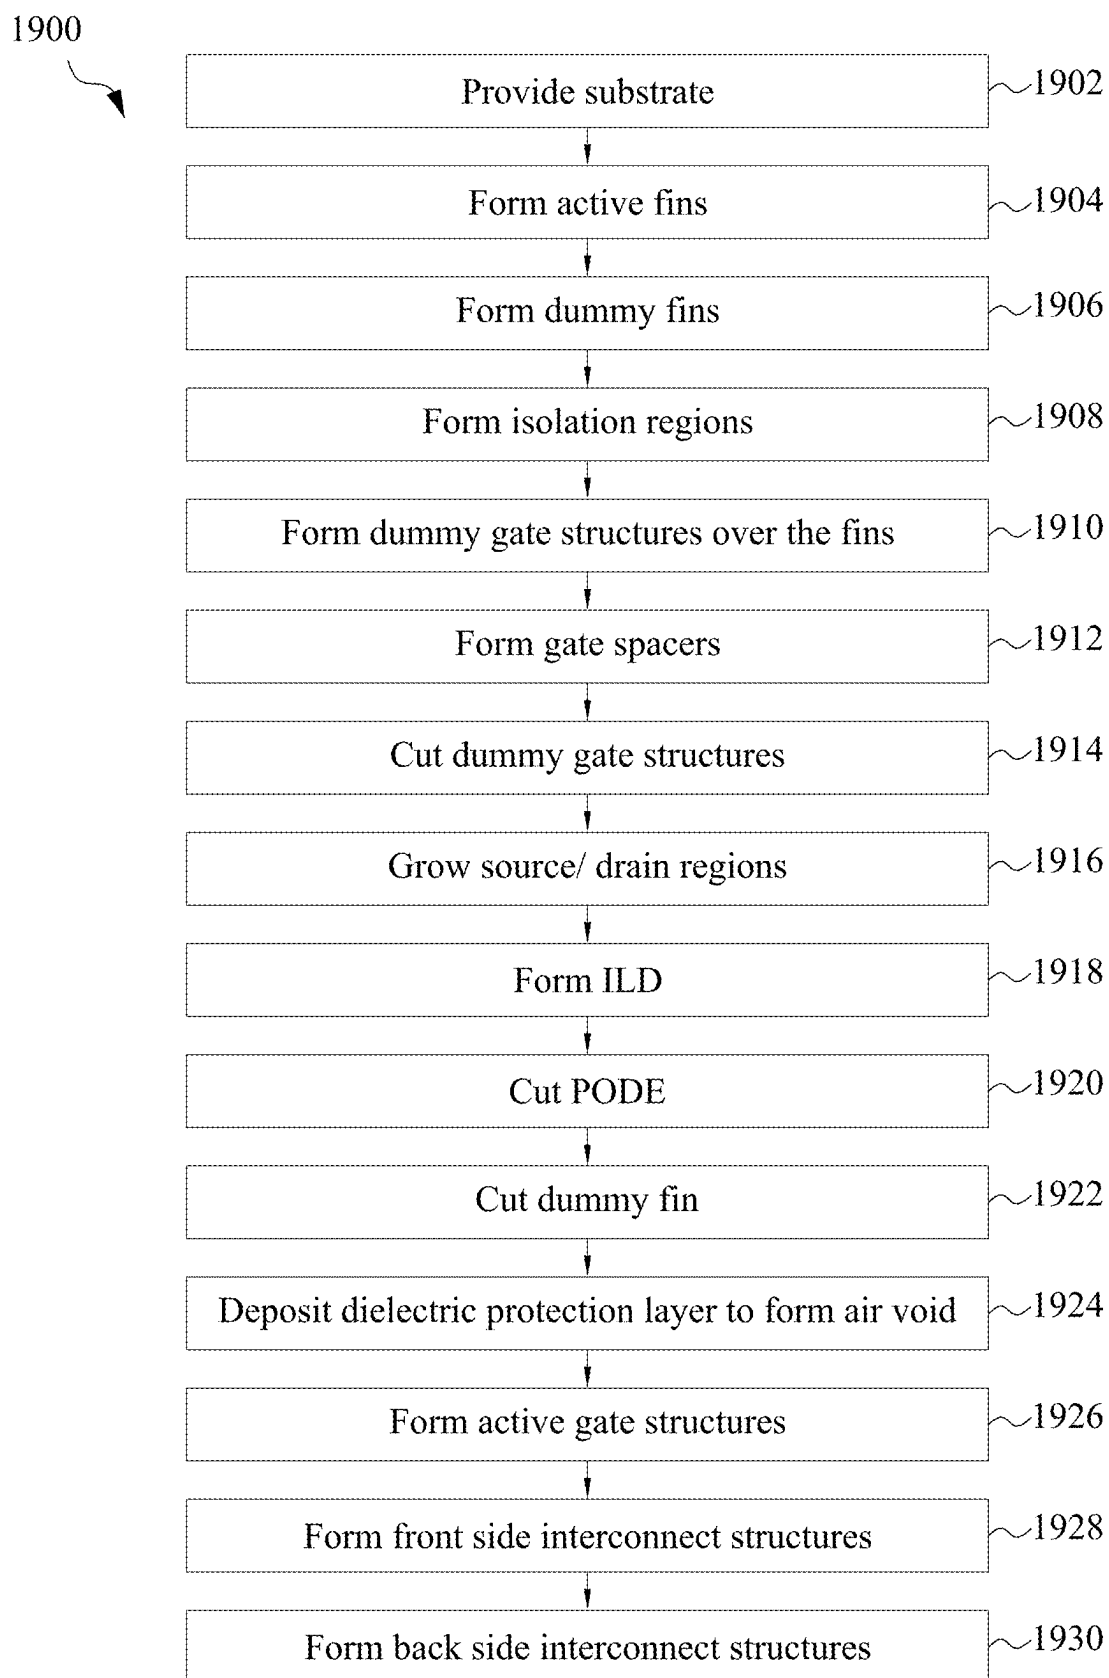 1900
Provide substrate 1902
Form active fins 1904
Form dummy fins 1906
Form isolation regions 1908
Form dummy gate structures over the fins 1910
Form gate spacers 1912
Cut dummy gate structures 1914
Grow source/ drain regions 1916
Form ILD 1918
Cut PODE 1920
Cut dummy fin 1922
Deposit dielectric protection layer to form air void 1924
Form active gate structures 1926
Form front side interconnect structures 1928
Form back side interconnect structures 1930